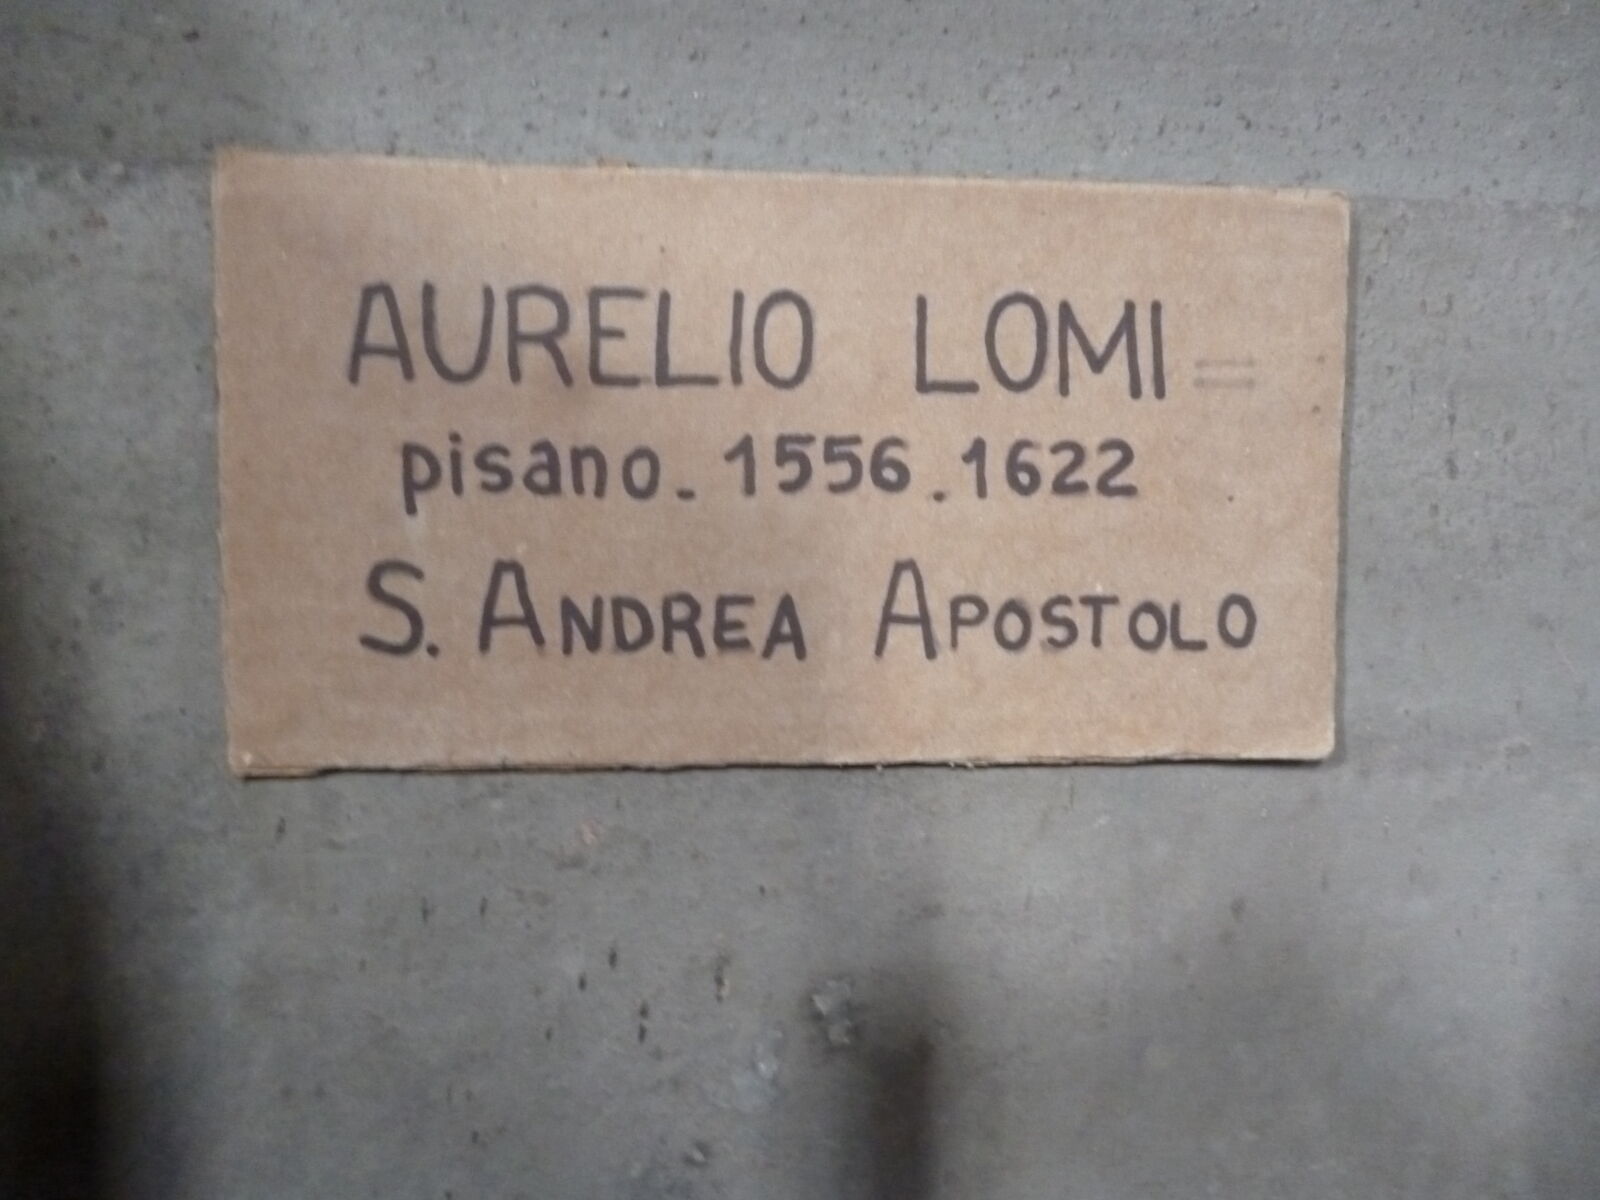 AURELIO LOMI =
pisano. 1556.1622
S. ANDREA APOSTOLO